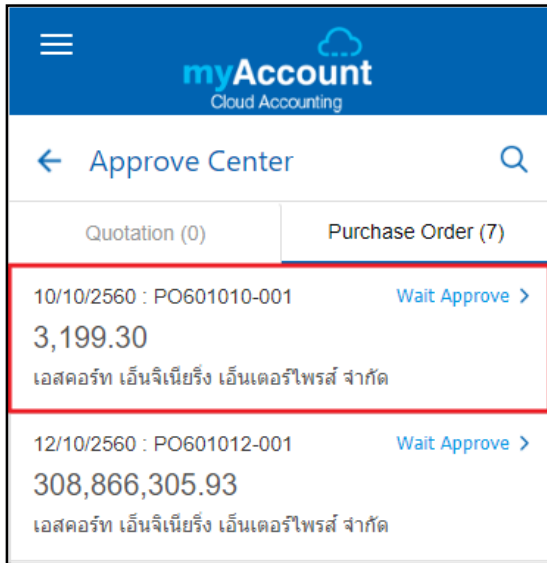 myAccount
Cloud Accounting
Approve Center
Quotation (0)
Purchase Order (7)
10/10/2560 : PO601010-001 Wait Approve
3,199.30
เอสคอร์ท เอ็นจิเนียริ่ง เอ็นเตอร์ไพรส์ จำกัด
12/10/2560 : PO601012-001 Wait Approve
308,866,305.93
เอสคอร์ท เอ็นจิเนียริ่ง เอ็นเตอร์ไพรส์ จำกัด